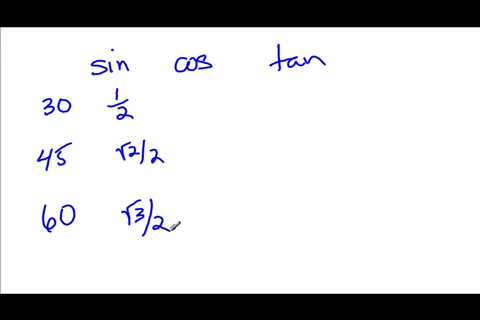 sin cos tan
30 1/2
45 √2/2
60 √3/2